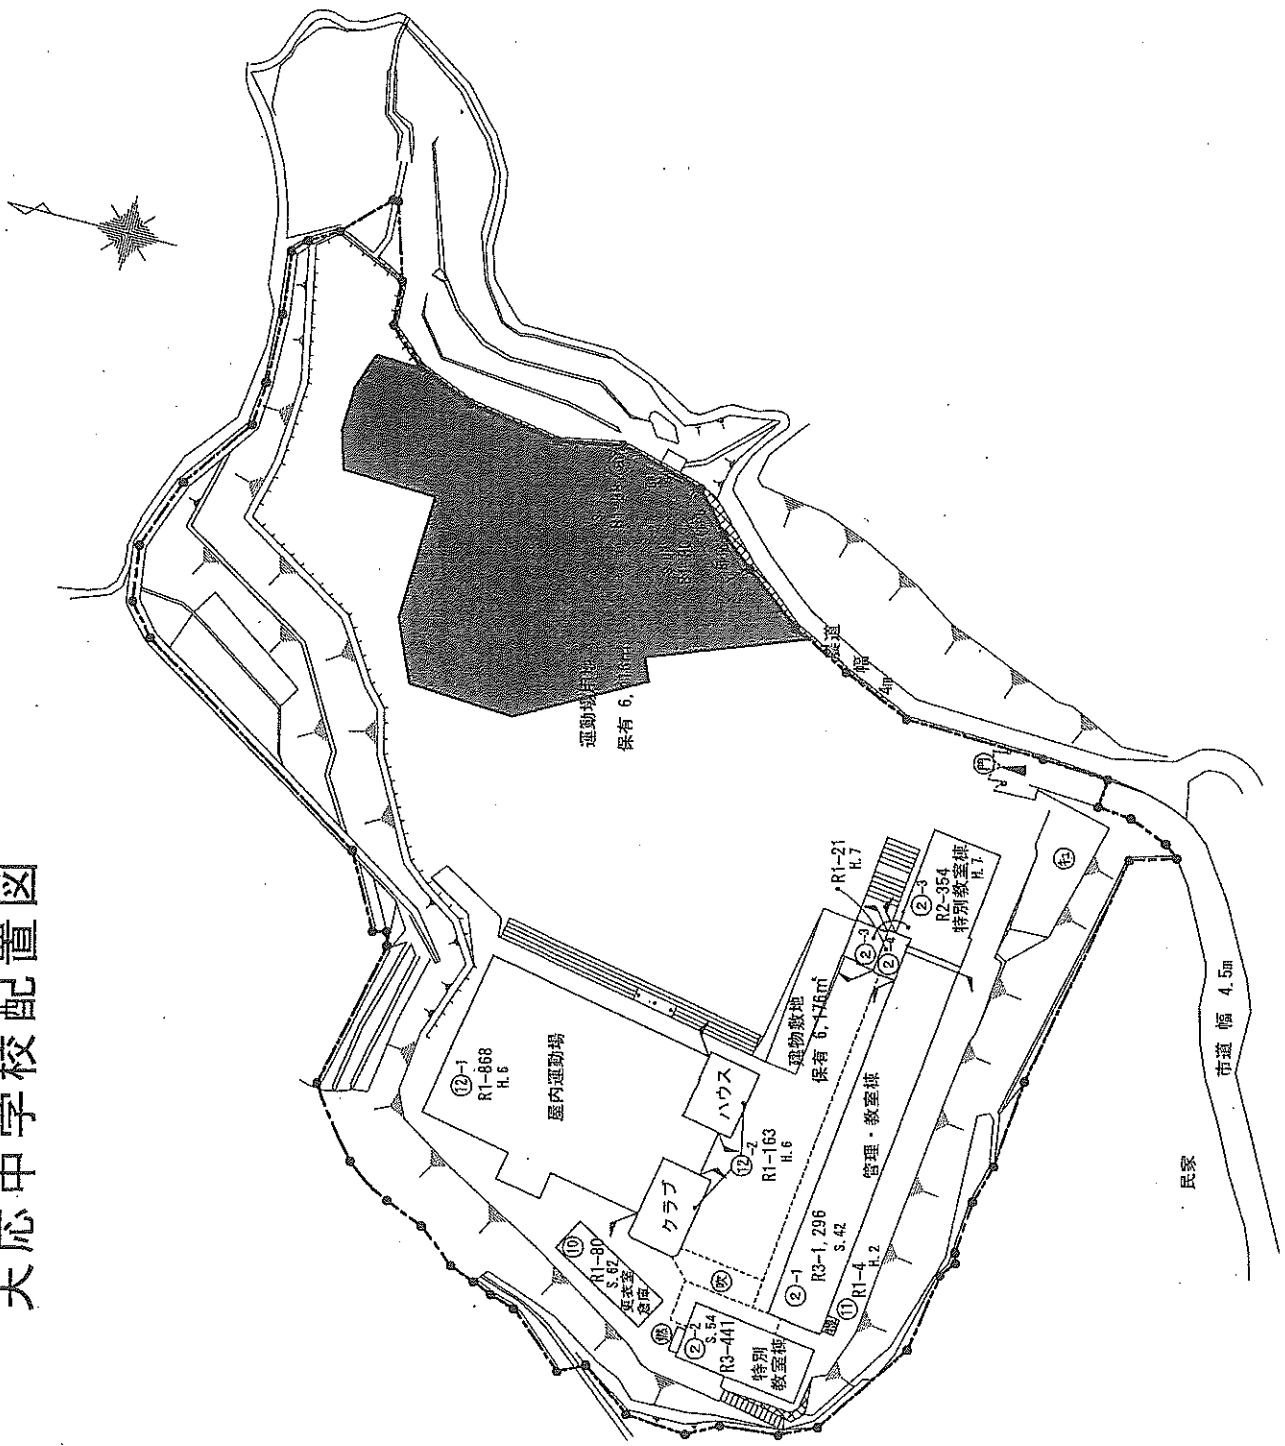 天応中学校配置図
運動場用地
保有 6,
農道
幅
4m
門
R1-21
H.7
②-3
R2-354
特別教室棟
H.7
②-3
②-4
建物敷地
保有 6,176㎡
⑫-1
R1-868
H.6
屋内運動場
ハウス
⑫-2
R1-163
H.6
クラブ
管理・教室棟
②-1
R3-1,296
S.42
⑪
R1-4
H.2
⑩
R1-80
S.62
更衣室
倉庫
吹
燃
②-2
S.54
R3-441
特別
教室棟
市道 幅 4.5m
民家